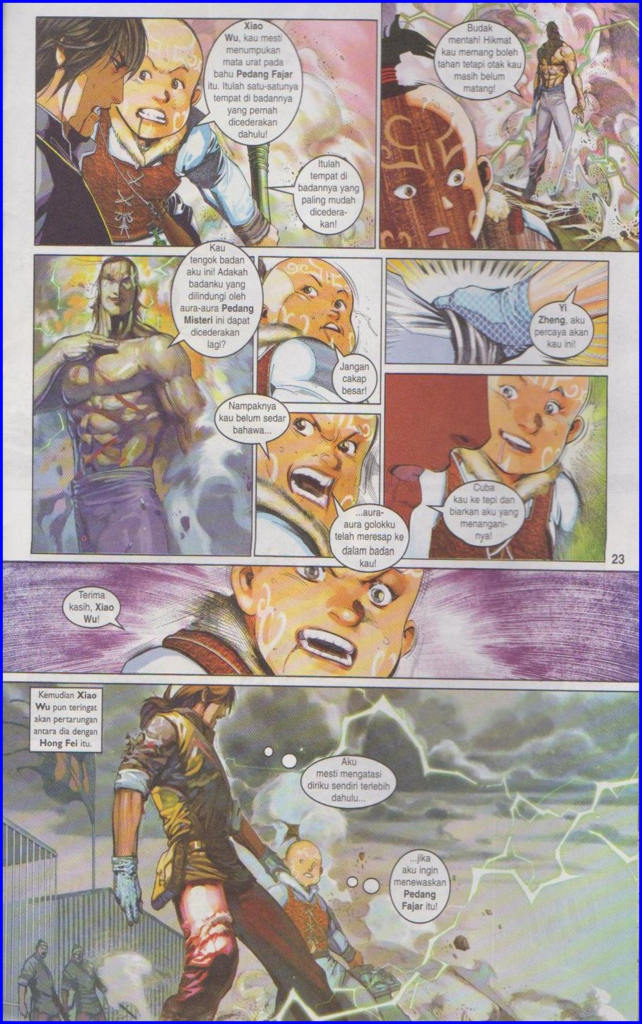 Xiao
Wu, kau mesti
menumpukan
mata urat pada
bahu Pedang Fajar
itu. Itulah satu-satunya
tempat di badannya
yang pernah
dicederakan
dahulu!
Itulah
tempat di
badannya yang
paling mudah
dicedera-
kan!
Budak
mentah! Hikmat
kau memang boleh
tahan tetapi otak kau
masih belum
matang!
Kau
tengok badan
aku ini! Adakah
badanku yang
dilindungi oleh
aura-aura Pedang
Misteri ini dapat
dicederakan
lagi?
Jangan
cakap
besar!
Nampaknya
kau belum sedar
bahawa...
...aura-
aura golokku
telah meresap ke
dalam badan
kau!
Yi
Zheng, aku
percaya akan
kau ini!
Cuba
kau ke tepi dan
biarkan aku yang
menangani-
nya!
23
Terima
kasih, Xiao
Wu!
Kemudian Xiao
Wu pun teringat
akan pertarungan
antara dia dengan
Hong Fei itu.
Aku
mesti mengatasi
diriku sendiri terlebih
dahulu...
...jika
aku ingin
menewaskan
Pedang
Fajar itu!